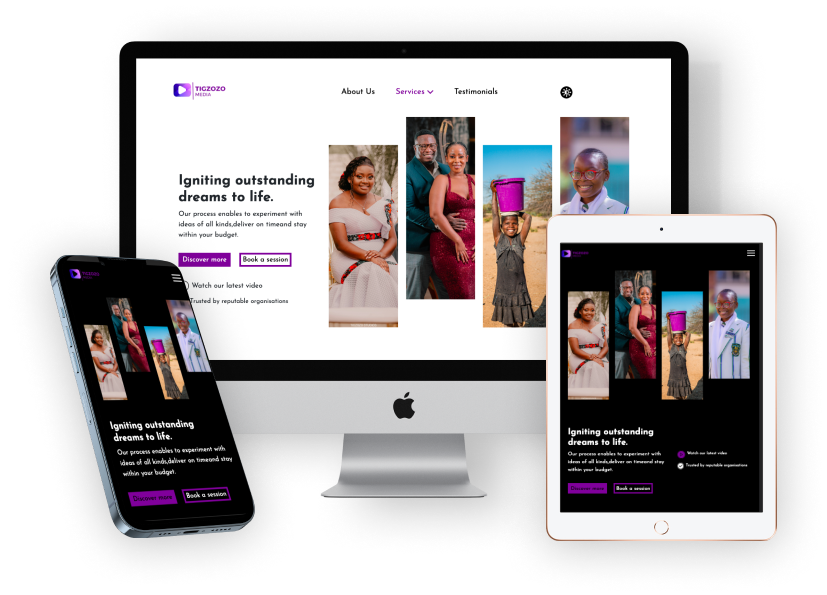 TIGZOZO
MEDIA
About Us
Services
Testimonials
Igniting outstanding
dreams to life.
Our process enables to experiment with
ideas of all kinds,deliver on timeand stay
within your budget.
Discover more
Book a session
Watch our latest video
Trusted by reputable organisations
TIGZOZO
MEDIA
Igniting outstanding
dreams to life.
Our process enables to experiment with
ideas of all kinds,deliver on timeand stay
within your budget.
Discover more
Book a session
Igniting outstanding
dreams to life.
Our process enables to experiment with
ideas of all kinds,deliver on timeand stay
within your budget.
Watch our latest video
Trusted by reputable organisations
Discover more
Book a session